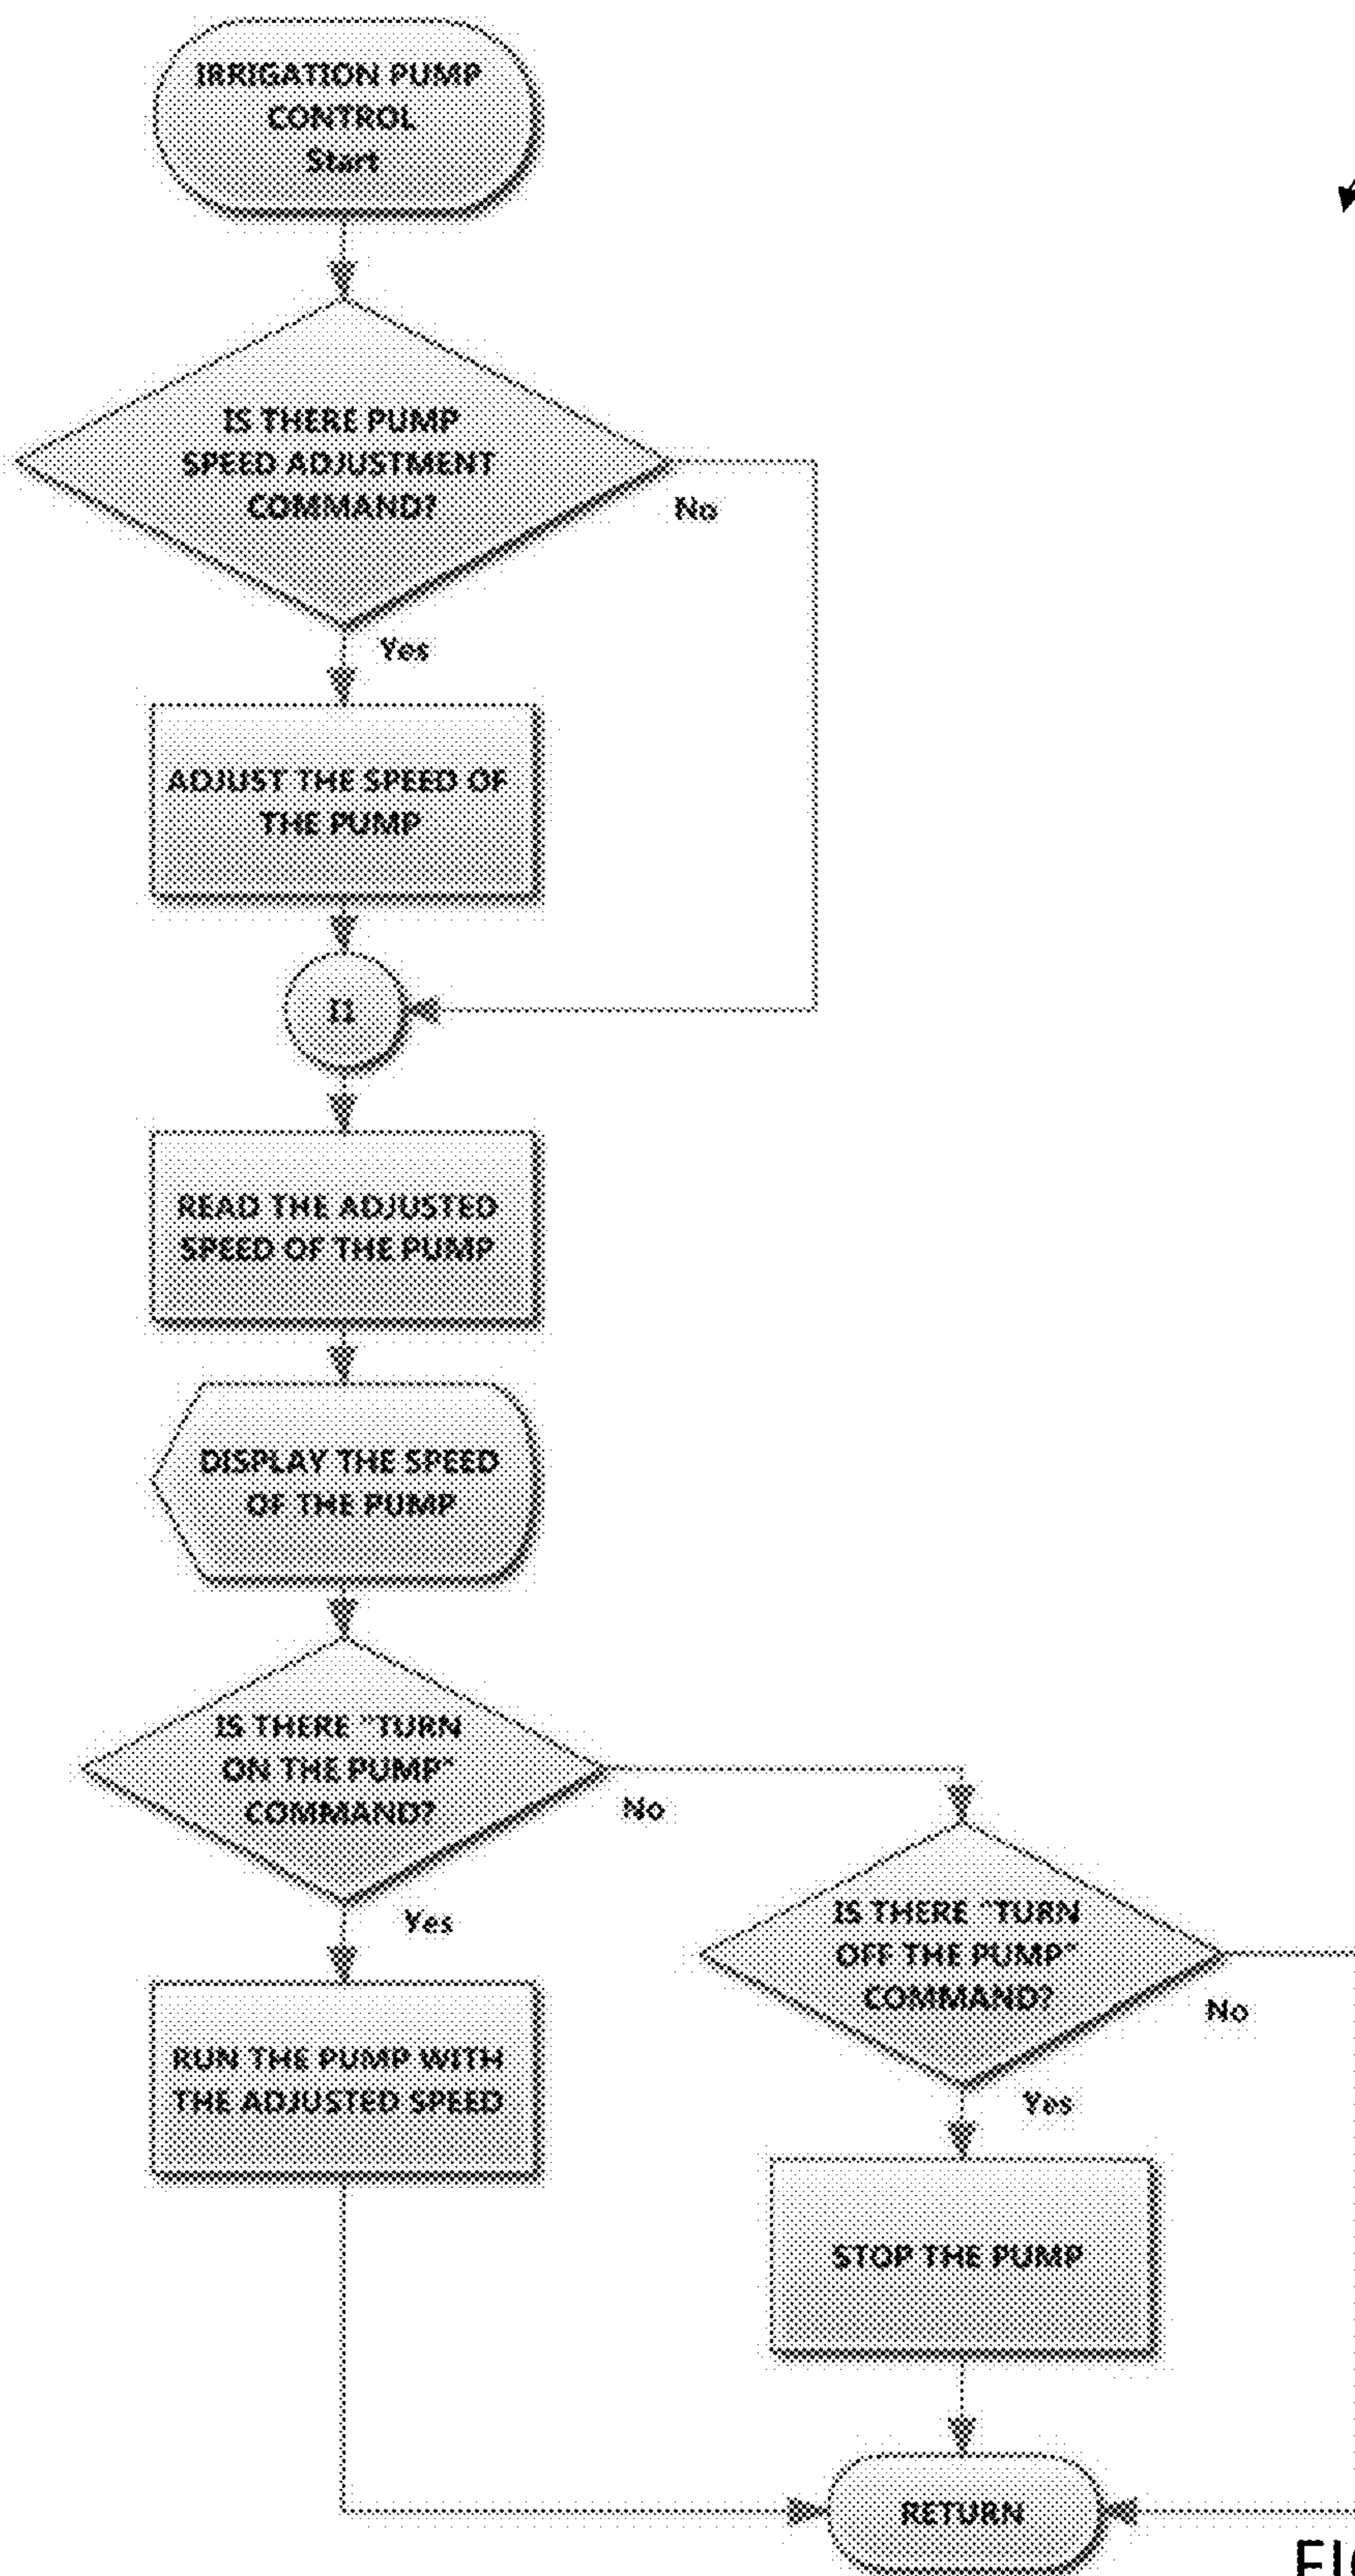 IRRIGATION PUMP
CONTROL
Start
IS THERE PUMP
SPEED ADJUSTMENT
COMMAND?
No
Yes
ADJUST THE SPEED OF
THE PUMP
I1
READ THE ADJUSTED
SPEED OF THE PUMP
DISPLAY THE SPEED
OF THE PUMP
IS THERE "TURN
ON THE PUMP"
COMMAND?
No
Yes
IS THERE "TURN
OFF THE PUMP"
COMMAND?
No
Yes
RUN THE PUMP WITH
THE ADJUSTED SPEED
STOP THE PUMP
RETURN